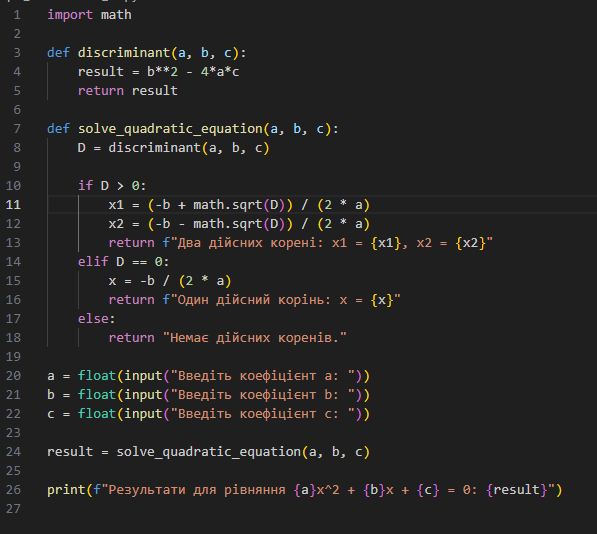 1 import math
2
3 def discriminant(a, b, c):
4     result = b**2 - 4*a*c
5     return result
6
7 def solve_quadratic_equation(a, b, c):
8     D = discriminant(a, b, c)
9
10     if D > 0:
11         x1 = (-b + math.sqrt(D)) / (2 * a)
12         x2 = (-b - math.sqrt(D)) / (2 * a)
13         return f"Два дійсних корені: x1 = {x1}, x2 = {x2}"
14     elif D == 0:
15         x = -b / (2 * a)
16         return f"Один дійсний корінь: x = {x}"
17     else:
18         return "Немає дійсних коренів."
19
20 a = float(input("Введіть коефіцієнт a: "))
21 b = float(input("Введіть коефіцієнт b: "))
22 c = float(input("Введіть коефіцієнт c: "))
23
24 result = solve_quadratic_equation(a, b, c)
25
26 print(f"Результати для рівняння {a}x^2 + {b}x + {c} = 0: {result}")
27